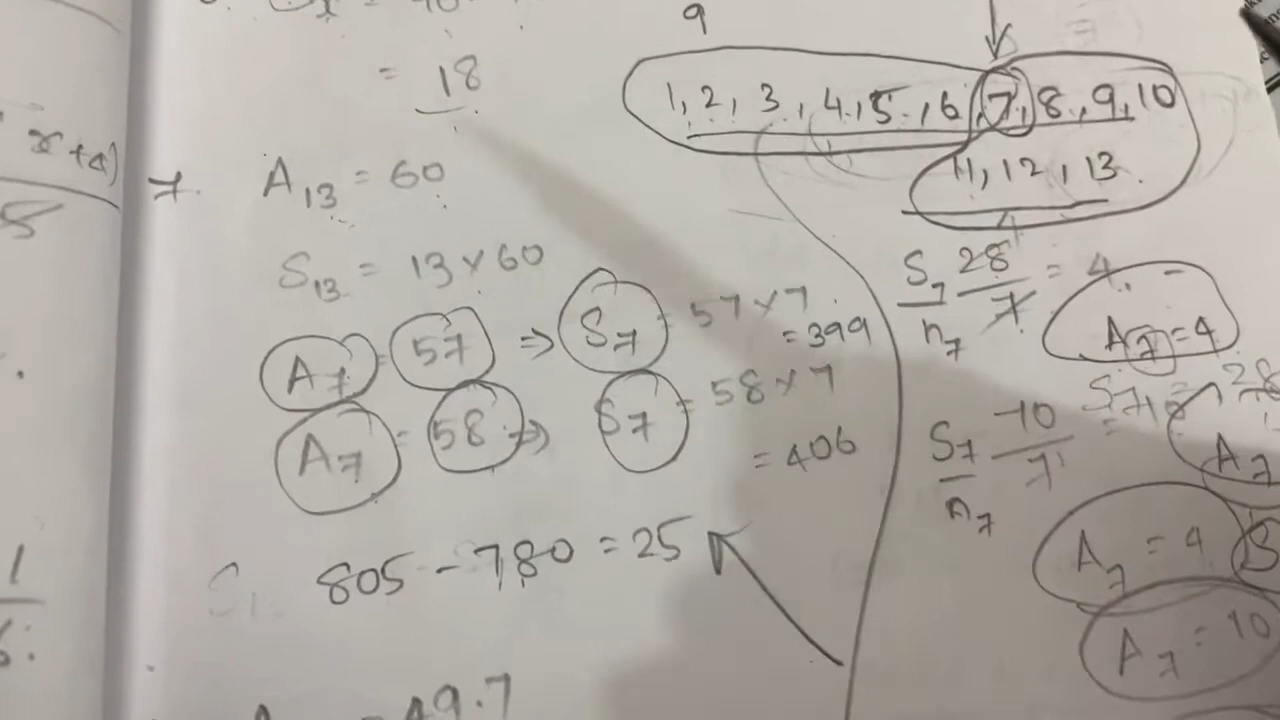 = 18
x+4)
7. A13 = 60
S13 = 13 x 60
A7 = 57 => S7 = 57 x 7
= 399
A7 = 58 => S7 = 58 x 7
= 406
805 - 780 = 25
49.7
9
1, 2, 3, 4, 5, 6, 7, 8, 9, 10
11, 12, 13
S7 28 = 4
n7 7
A7 = 4
S7
7
A7 = 4
A7 = 10